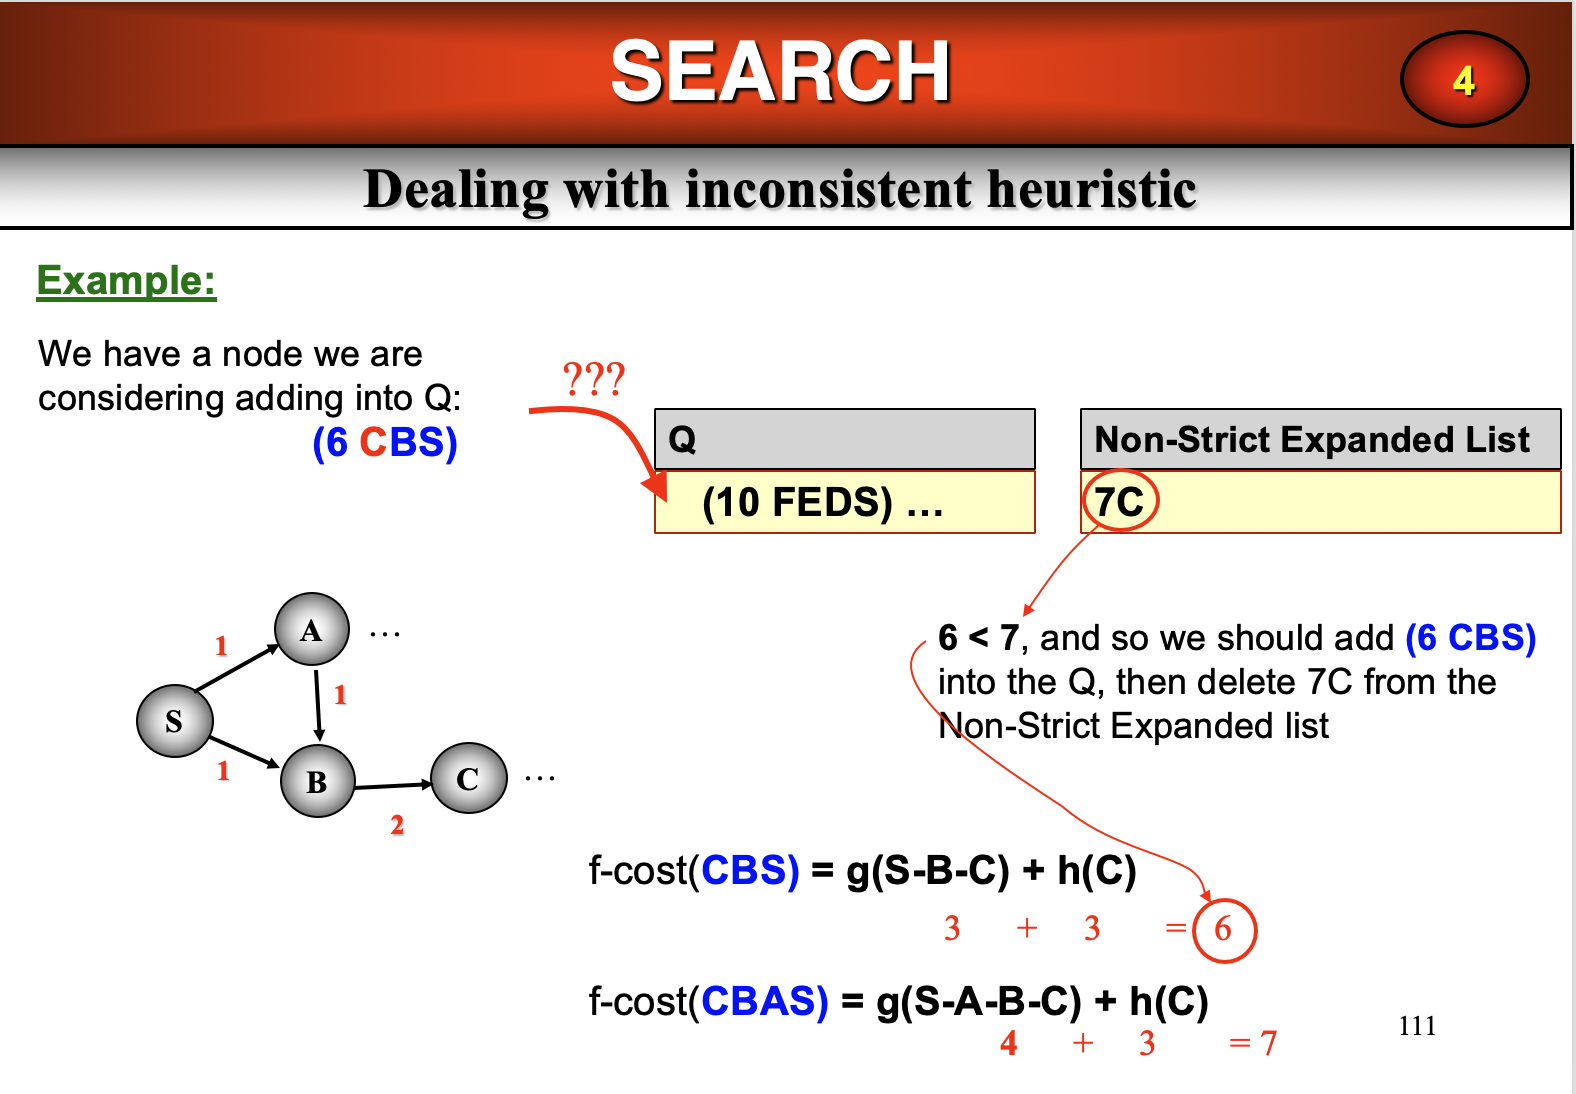 SEARCH
4
Dealing with inconsistent heuristic
Example:
We have a node we are
considering adding into Q:
(6 CBS)
???
Q
(10 FEDS) ...
Non-Strict Expanded List
7C
6 < 7, and so we should add (6 CBS)
into the Q, then delete 7C from the
Non-Strict Expanded list
A
...
1
1
S
1
B
C
...
2
f-cost(CBS) = g(S-B-C) + h(C)
3 + 3 = 6
f-cost(CBAS) = g(S-A-B-C) + h(C)
4 + 3 = 7
111